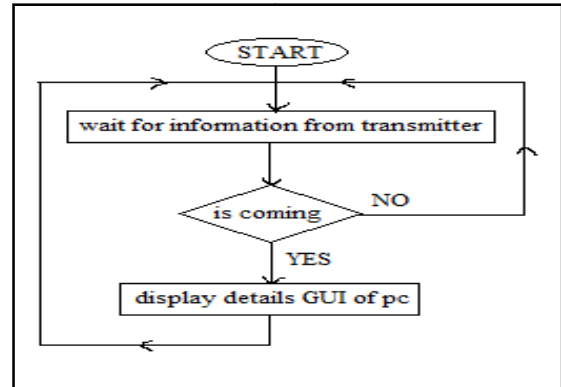 START
wait for information from transmitter
is coming
NO
YES
display details GUI of pc